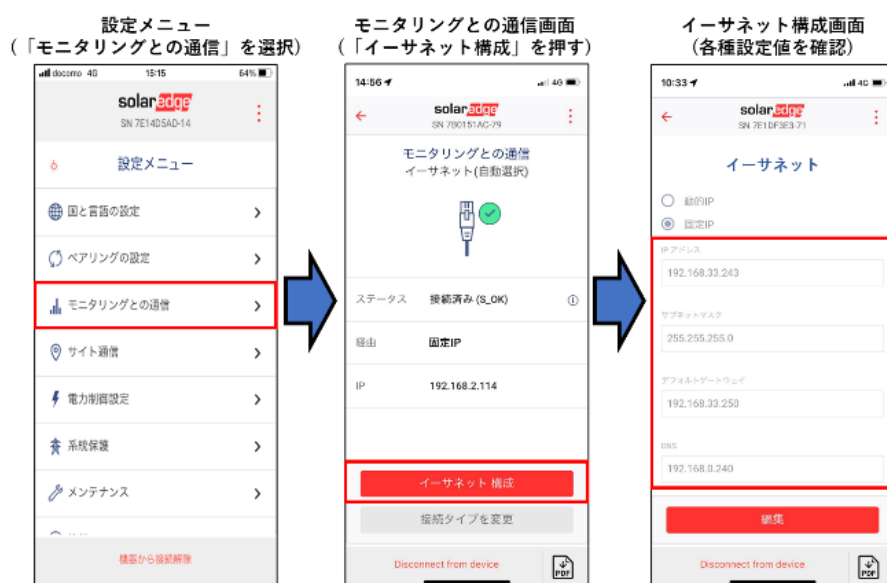 設定メニュー
(「モニタリングとの通信」を選択)
docomo 4G 15:15 64%
solaredge
SN 7E14D5AD-14
設定メニュー
国と言語の設定
ペアリングの設定
モニタリングとの通信
サイト通信
電力制御設定
系統保護
メンテナンス
機器から接続解除
モニタリングとの通信画面
(「イーサネット構成」を押す)
14:56 4G
solaredge
SN 7B0151AC-79
モニタリングとの通信
イーサネット(自動選択)
ステータス 接続済み (S_OK)
経由 固定IP
IP 192.168.2.114
イーサネット 構成
接続タイプを変更
Disconnect from device
PDF
イーサネット構成画面
(各種設定値を確認)
10:33 4G
solaredge
SN 7E1DF3E3-71
イーサネット
動的IP
固定IP
IPアドレス
192.168.33.243
サブネットマスク
255.255.255.0
デフォルトゲートウェイ
192.168.33.250
DNS
192.168.0.240
編集
Disconnect from device
PDF